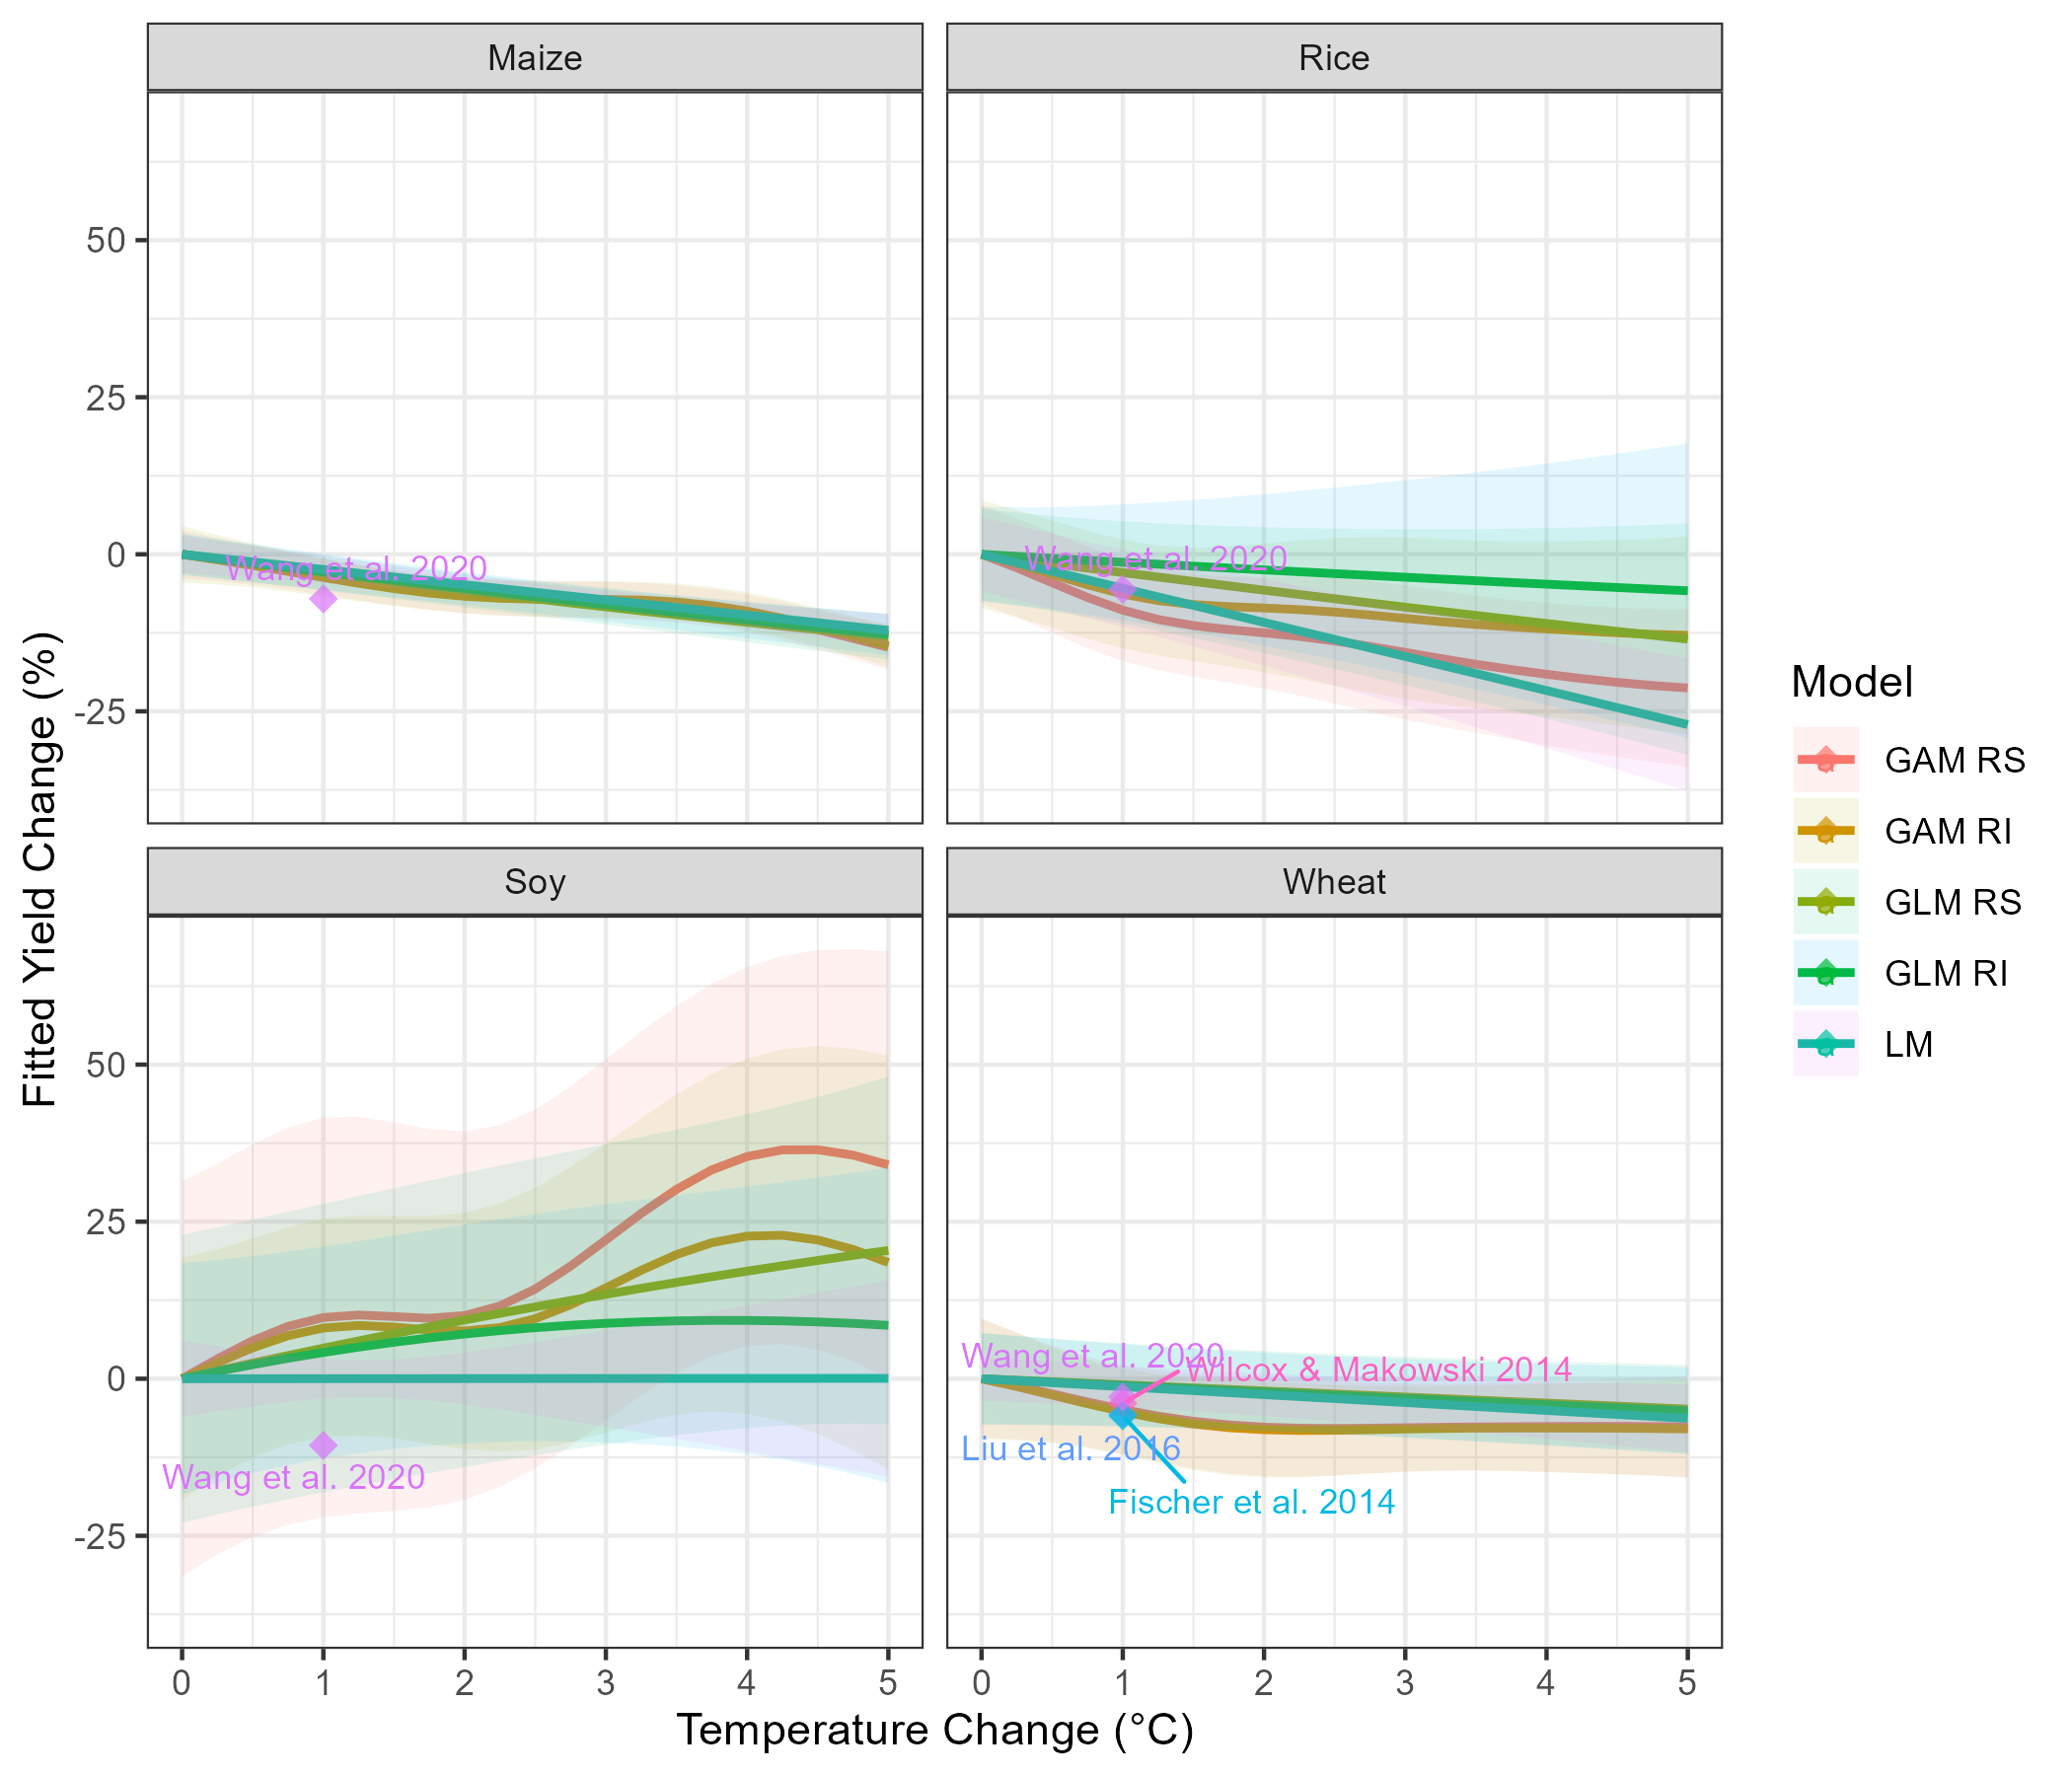 Maize
Rice
50
25
0
-25
Wang et al. 2020
Wang et al. 2020
Fitted Yield Change (%)
Soy
Wheat
50
25
0
-25
Wang et al. 2020
Wang et al. 2020
Wilcox & Makowski 2014
Liu et al. 2016
Fischer et al. 2014
0 1 2 3 4 5
0 1 2 3 4 5
Temperature Change (°C)
Model
GAM RS
GAM RI
GLM RS
GLM RI
LM